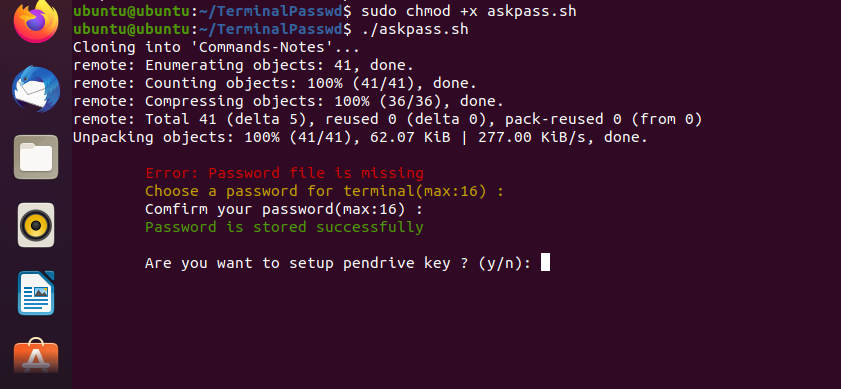 ubuntu@ubuntu:~/TerminalPasswd$ sudo chmod +x askpass.sh
ubuntu@ubuntu:~/TerminalPasswd$ ./askpass.sh
Cloning into 'Commands-Notes'...
remote: Enumerating objects: 41, done.
remote: Counting objects: 100% (41/41), done.
remote: Compressing objects: 100% (36/36), done.
remote: Total 41 (delta 5), reused 0 (delta 0), pack-reused 0 (from 0)
Unpacking objects: 100% (41/41), 62.07 KiB | 277.00 KiB/s, done.
Error: Password file is missing
Choose a password for terminal(max:16) :
Comfirm your password(max:16) :
Password is stored successfully
Are you want to setup pendrive key ? (y/n):